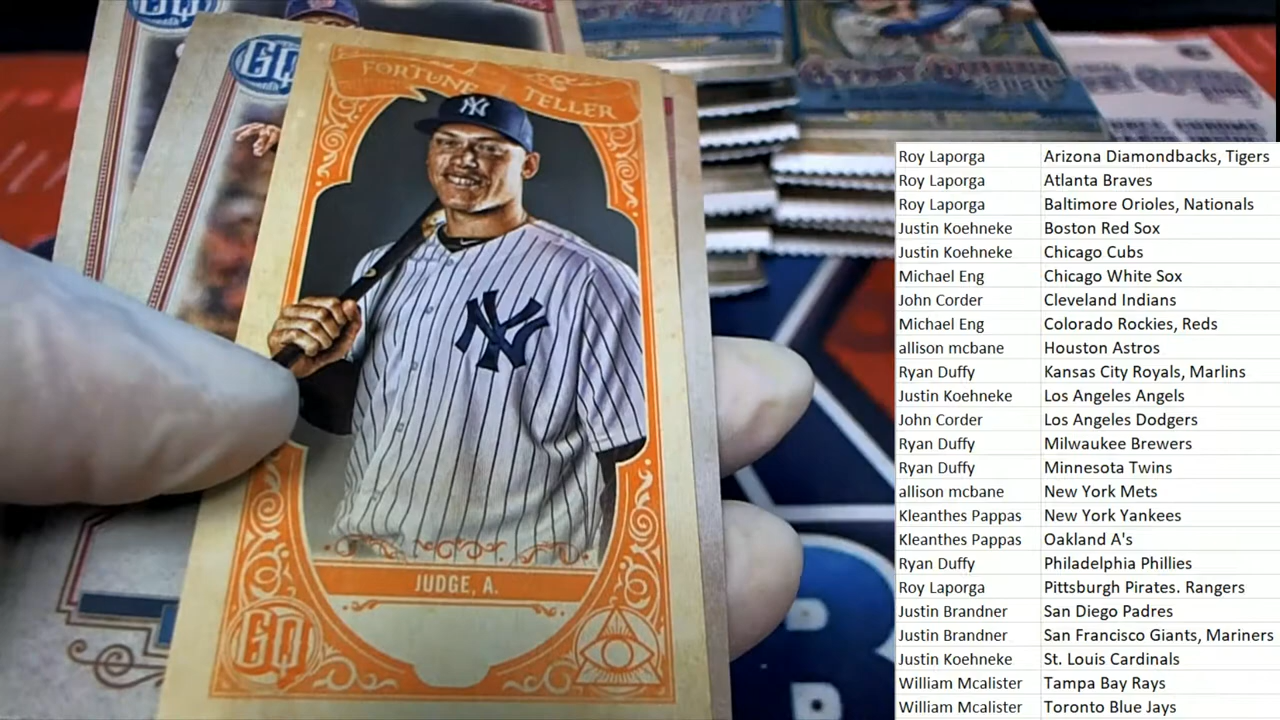 FORTUNE TELLER
NY
NY
JUDGE, A.
GQ
GQ
Roy Laporga Arizona Diamondbacks, Tigers
Roy Laporga Atlanta Braves
Roy Laporga Baltimore Orioles, Nationals
Justin Koehneke Boston Red Sox
Justin Koehneke Chicago Cubs
Michael Eng Chicago White Sox
John Corder Cleveland Indians
Michael Eng Colorado Rockies, Reds
allison mcbane Houston Astros
Ryan Duffy Kansas City Royals, Marlins
Justin Koehneke Los Angeles Angels
John Corder Los Angeles Dodgers
Ryan Duffy Milwaukee Brewers
Ryan Duffy Minnesota Twins
allison mcbane New York Mets
Kleanthes Pappas New York Yankees
Kleanthes Pappas Oakland A's
Ryan Duffy Philadelphia Phillies
Roy Laporga Pittsburgh Pirates. Rangers
Justin Brandner San Diego Padres
Justin Brandner San Francisco Giants, Mariners
Justin Koehneke St. Louis Cardinals
William Mcalister Tampa Bay Rays
William Mcalister Toronto Blue Jays